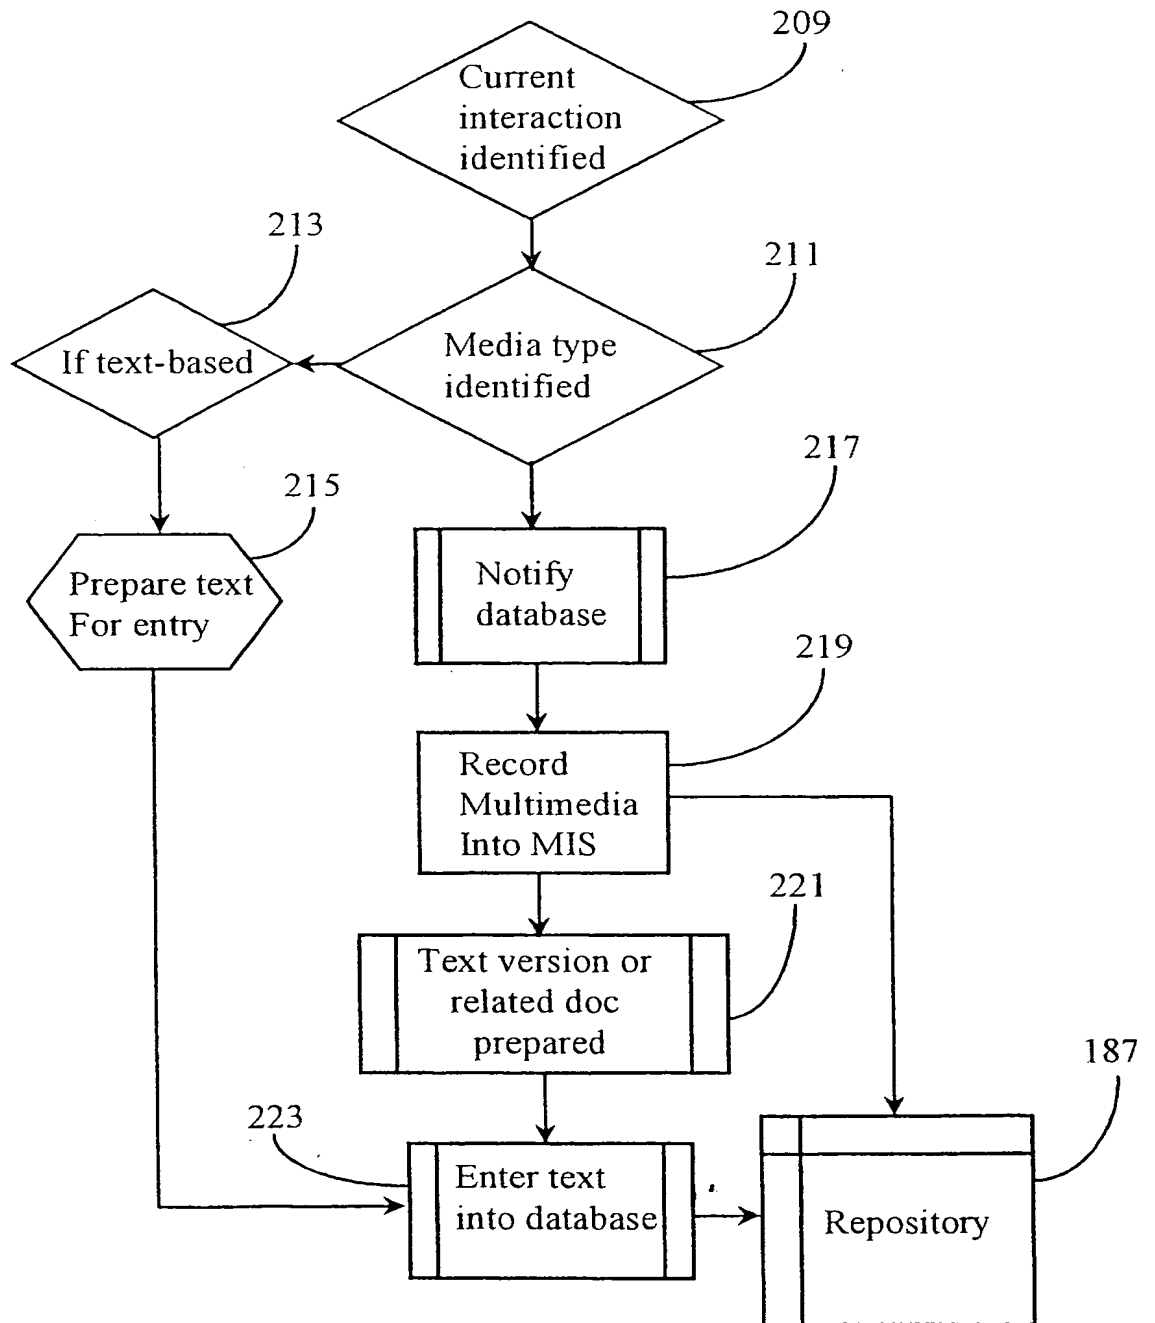 209
Current
interaction
identified
213
211
If text-based
Media type
identified
217
215
Prepare text
For entry
Notify
database
219
Record
Multimedia
Into MIS
221
Text version or
related doc
prepared
187
223
Enter text
into database
Repository